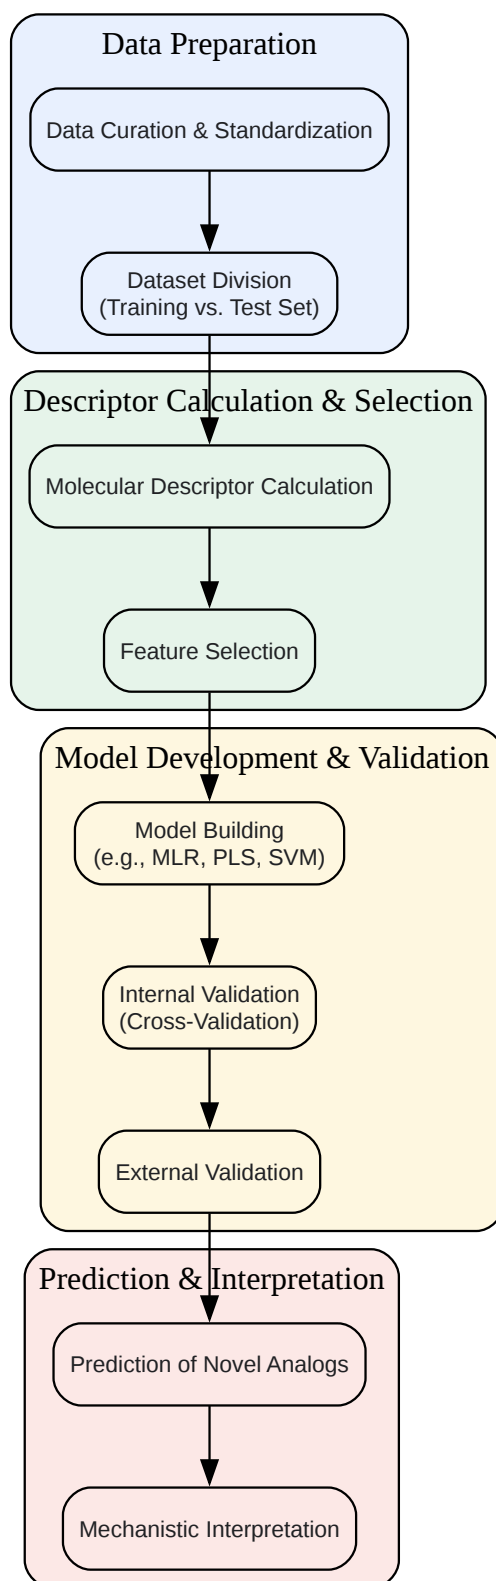 Data Preparation
Data Curation & Standardization
Dataset Division
(Training vs. Test Set)
Descriptor Calculation & Selection
Molecular Descriptor Calculation
Feature Selection
Model Development & Validation
Model Building
(e.g., MLR, PLS, SVM)
Internal Validation
(Cross-Validation)
External Validation
Prediction & Interpretation
Prediction of Novel Analogs
Mechanistic Interpretation